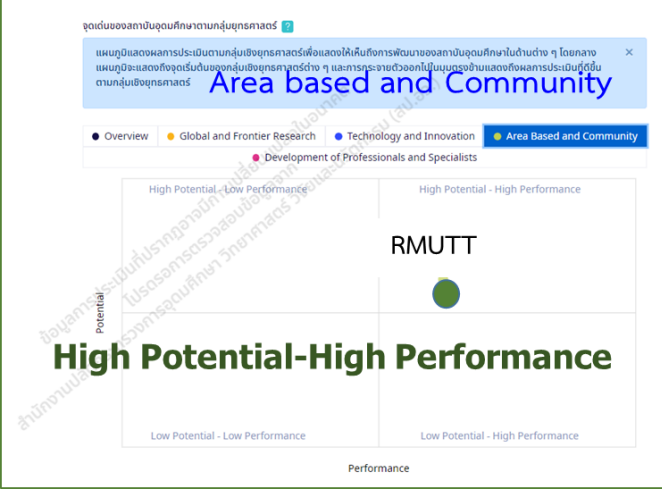 จุดเด่นของสถาบันอุดมศึกษาตามกลุ่มยุทธศาสตร์ ?
แผนภูมิแสดงผลการประเมินตามกลุ่มเชิงยุทธศาสตร์เพื่อแสดงให้เห็นถึงการพัฒนาของสถาบันอุดมศึกษาในด้านต่าง ๆ โดยกลาง ×
แผนภูมิจะแสดงถึงจุดเริ่มต้นของกลุ่มเชิงยุทธศาสตร์ต่าง ๆ และการกระจายตัวออกไปในมุมตรงข้ามแสดงถึงผลการประเมินที่ดีขึ้น
ตามกลุ่มเชิงยุทธศาสตร์
Area based and Community
Overview Global and Frontier Research Technology and Innovation Area Based and Community
Development of Professionals and Specialists
High Potential - Low Performance High Potential - High Performance
RMUTT
Potential
High Potential-High Performance
Low Potential - Low Performance Low Potential - High Performance
Performance